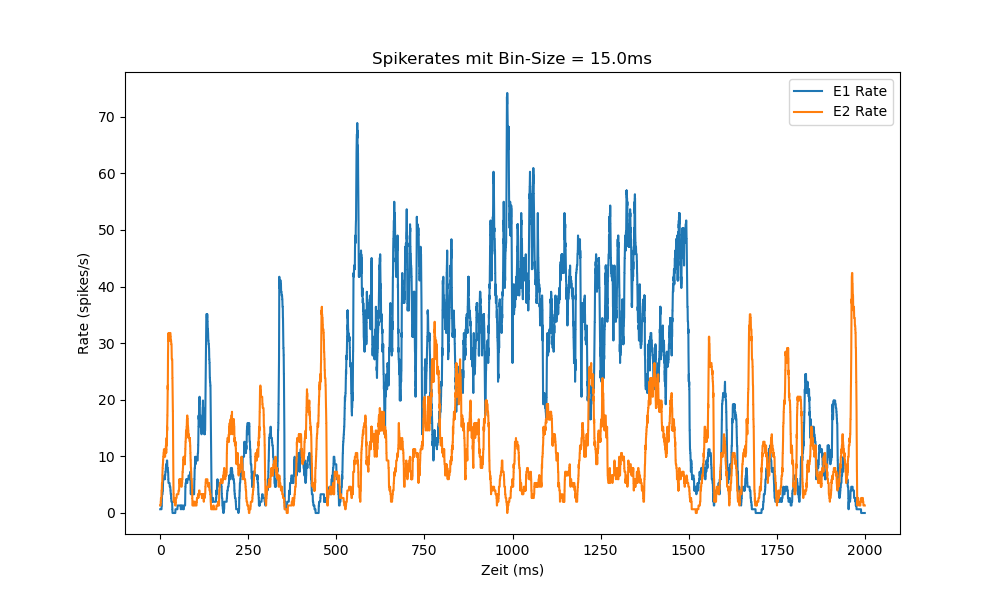 Spikerates mit Bin-Size = 15.0ms
E1 Rate
E2 Rate
Rate (spikes/s)
70
60
50
40
30
20
10
0
0 250 500 750 1000 1250 1500 1750 2000
Zeit (ms)